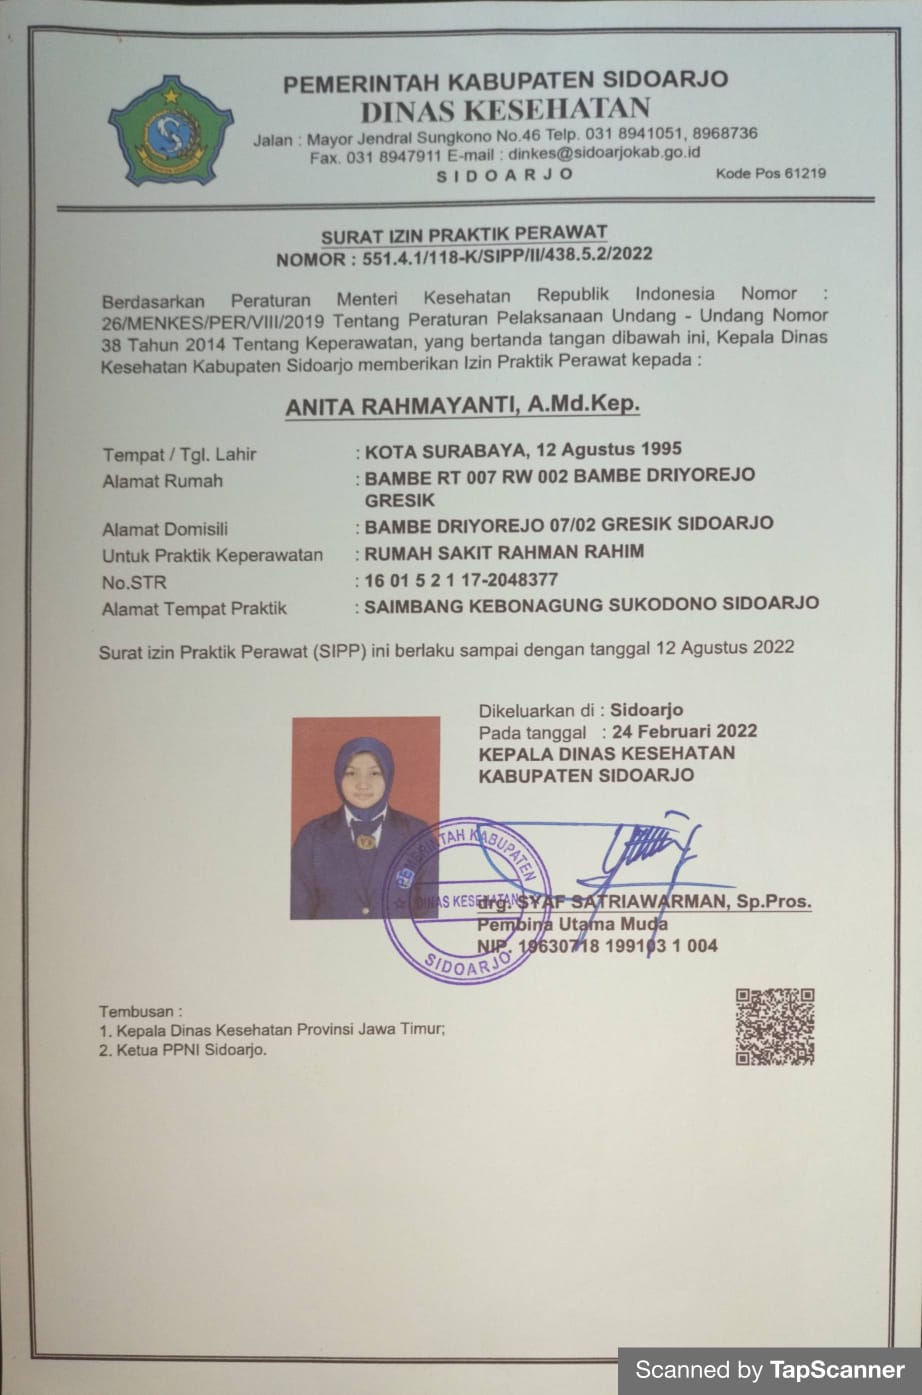 PEMERINTAH KABUPATEN SIDOARJO
DINAS KESEHATAN
Jalan : Mayor Jendral Sungkono No.46 Telp. 031 8941051, 8968736
Fax. 031 8947911 E-mail : dinkes@sidoarjokab.go.id
S I D O A R J O
Kode Pos 61219
SURAT IZIN PRAKTIK PERAWAT
NOMOR : 551.4.1/118-K/SIPP/II/438.5.2/2022
Berdasarkan Peraturan Menteri Kesehatan Republik Indonesia Nomor :
26/MENKES/PER/VIII/2019 Tentang Peraturan Pelaksanaan Undang - Undang Nomor
38 Tahun 2014 Tentang Keperawatan, yang bertanda tangan dibawah ini, Kepala Dinas
Kesehatan Kabupaten Sidoarjo memberikan Izin Praktik Perawat kepada :
ANITA RAHMAYANTI, A.Md.Kep.
Tempat / Tgl. Lahir : KOTA SURABAYA, 12 Agustus 1995
Alamat Rumah : BAMBE RT 007 RW 002 BAMBE DRIYOREJO
GRESIK
Alamat Domisili : BAMBE DRIYOREJO 07/02 GRESIK SIDOARJO
Untuk Praktik Keperawatan : RUMAH SAKIT RAHMAN RAHIM
No.STR : 16 01 5 2 1 17-2048377
Alamat Tempat Praktik : SAIMBANG KEBONAGUNG SUKODONO SIDOARJO
Surat izin Praktik Perawat (SIPP) ini berlaku sampai dengan tanggal 12 Agustus 2022
Dikeluarkan di : Sidoarjo
Pada tanggal : 24 Februari 2022
KEPALA DINAS KESEHATAN
KABUPATEN SIDOARJO
PEMERINTAH KABUPATEN
DINAS KESEHATAN
SIDOARJO
drg. SYAF SATRIAWARMAN, Sp.Pros.
Pembina Utama Muda
NIP. 19630718 199103 1 004
Tembusan :
1. Kepala Dinas Kesehatan Provinsi Jawa Timur;
2. Ketua PPNI Sidoarjo.
Scanned by TapScanner